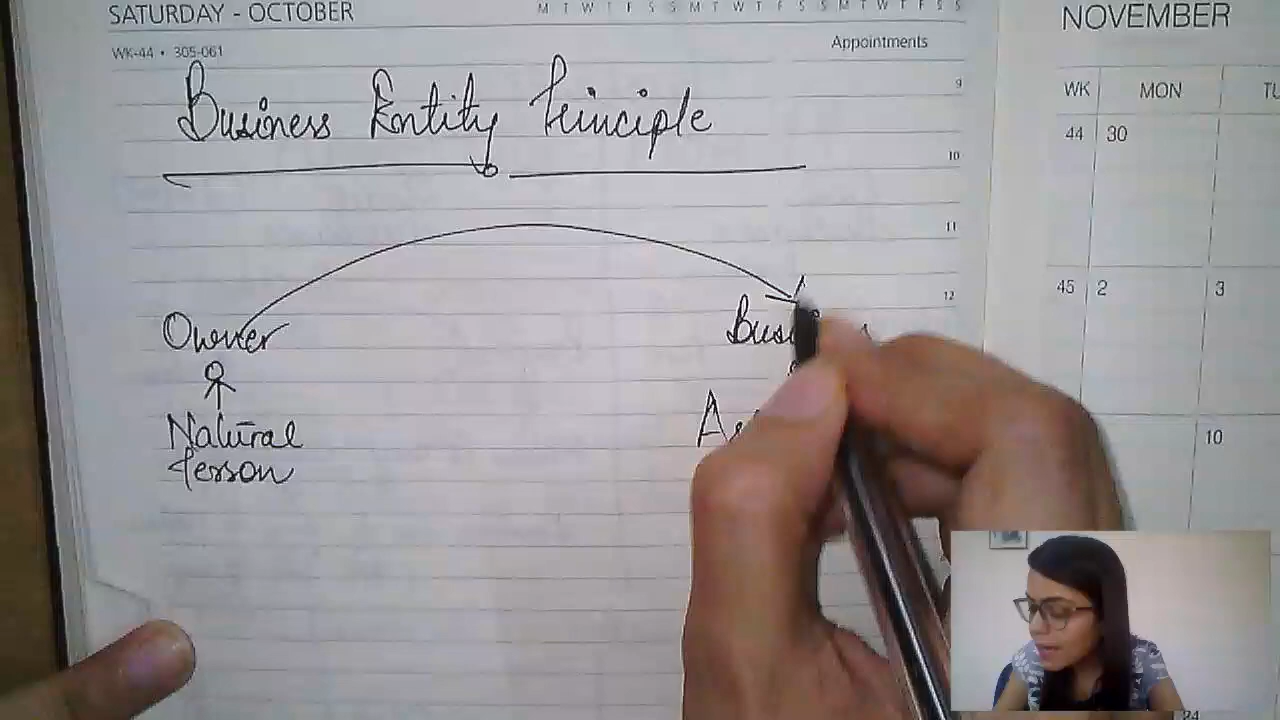 SATURDAY - OCTOBER
M T W T F S S M T W T F S S M T W T F S S
NOVEMBER
WK-44 • 305-061
Appointments
Business Entity Principle
9
WK MON
44 30
10
11
45 2 3
12
Owner
Natural
Person
10
24